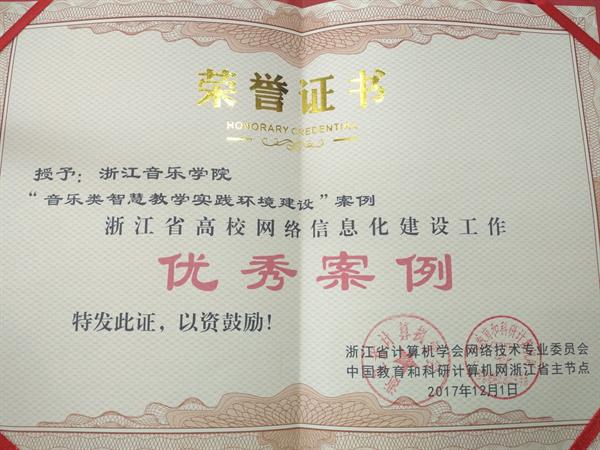 荣誉证书
HONORARY CREDENTIAL
授予：浙江音乐学院
“音乐类智慧教学实践环境建设”案例
浙江省高校网络信息化建设工作
优秀案例
特发此证，以资鼓励！
浙江省计算机学会网络技术专业委员会
中国教育和科研计算机网浙江省主节点
2017年12月1日